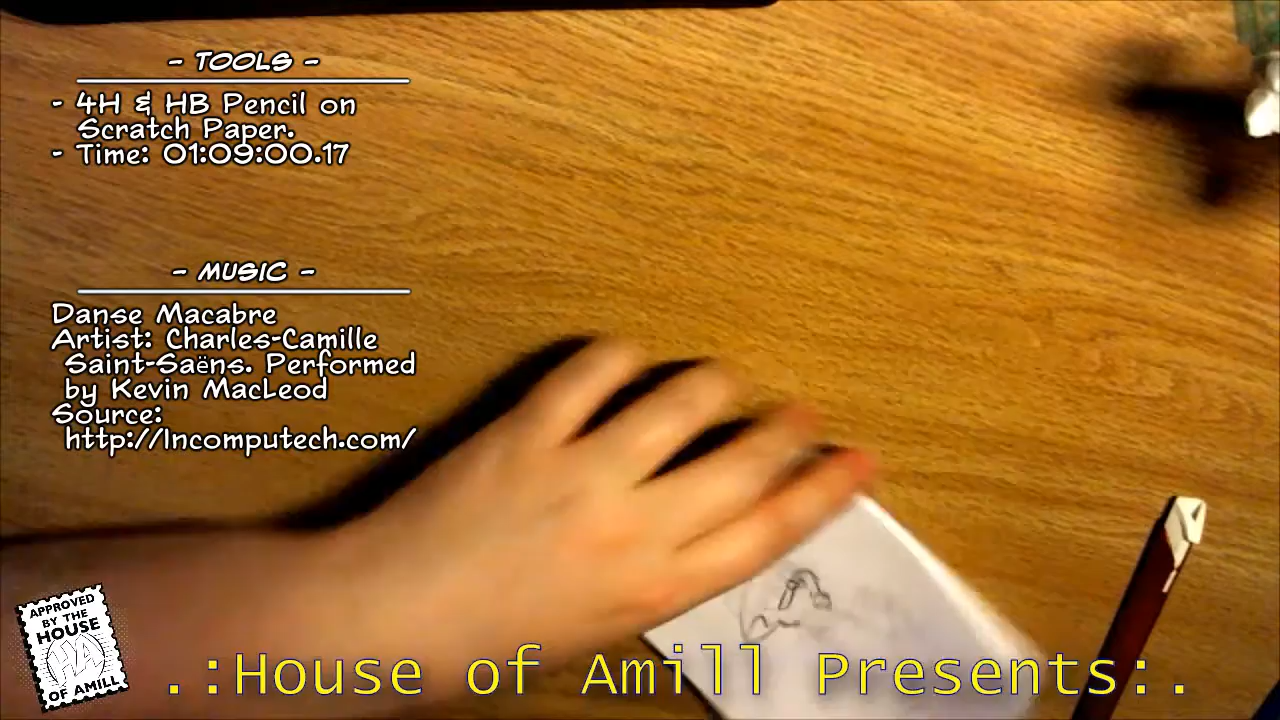 - TOOLS -
- 4H & HB Pencil on
Scratch Paper.
- Time: 01:09:00.17
- MUSIC -
Danse Macabre
Artist: Charles-Camille
Saint-Saëns. Performed
by Kevin MacLeod
Source:
http://Incomputech.com/
APPROVED
BY THE
HOUSE
HA
OF AMILL
.:House of Amill Presents:.